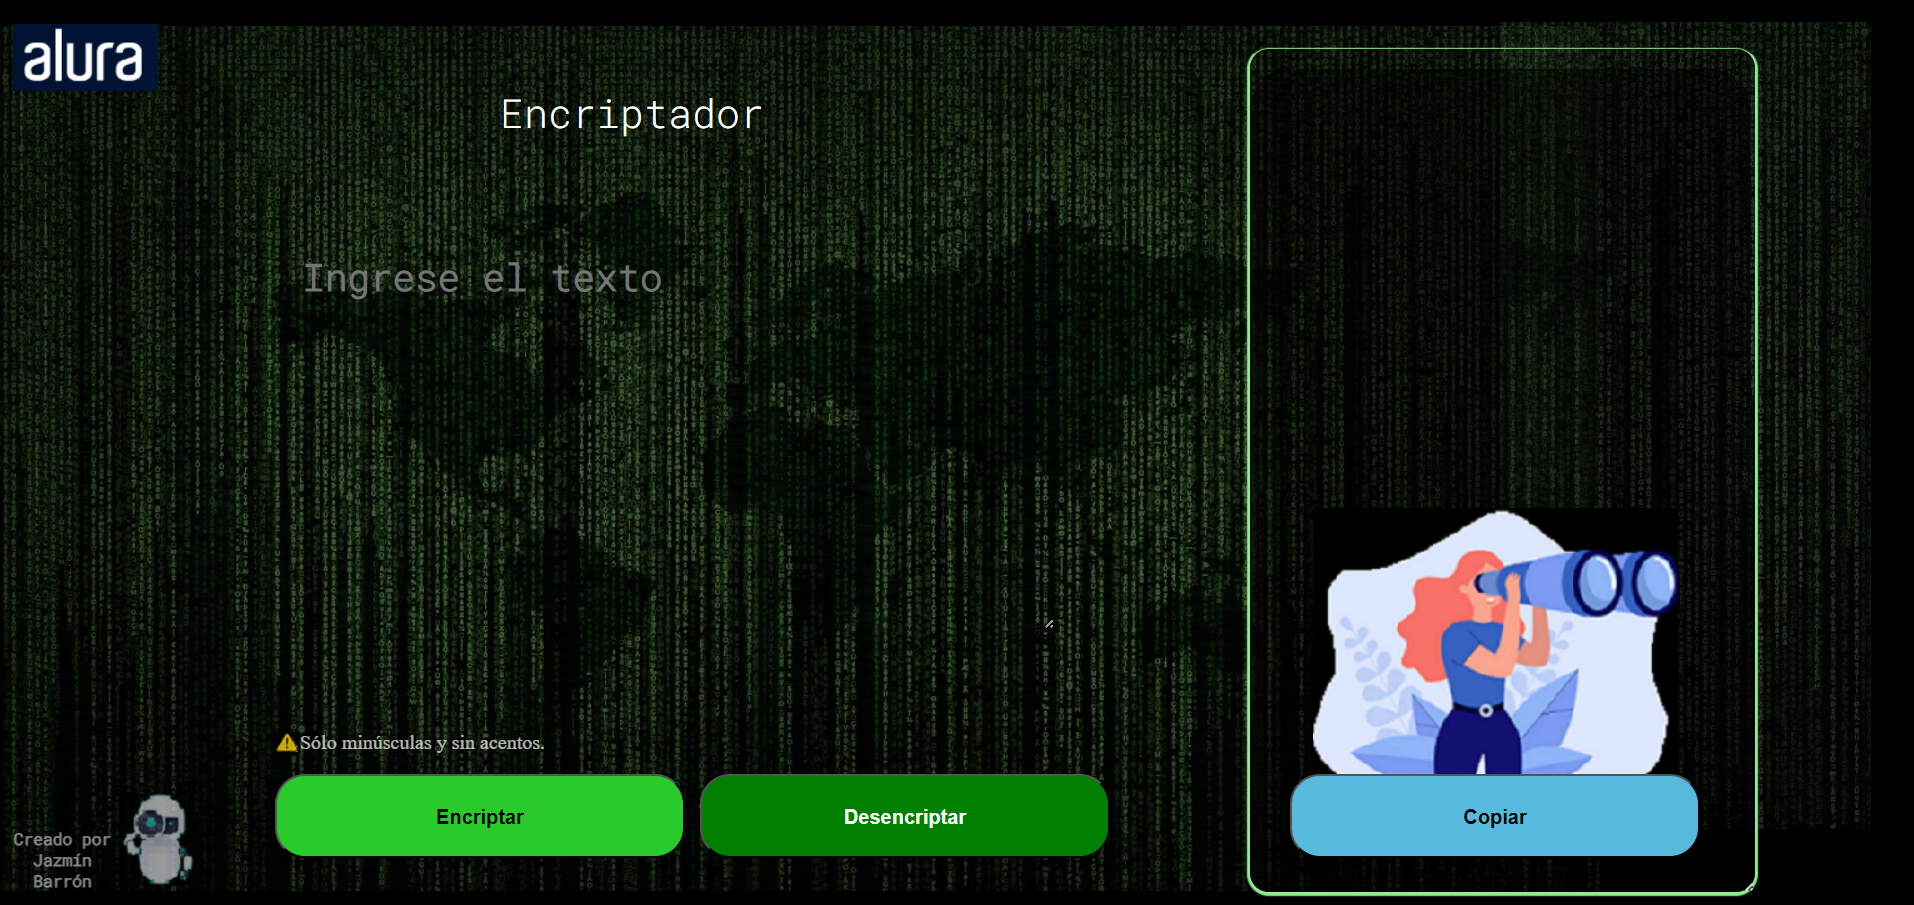 alura
Encriptador
Ingrese el texto
Sólo minúsculas y sin acentos.
Encriptar
Desencriptar
Copiar
Creado por
Jazmín
Barrón